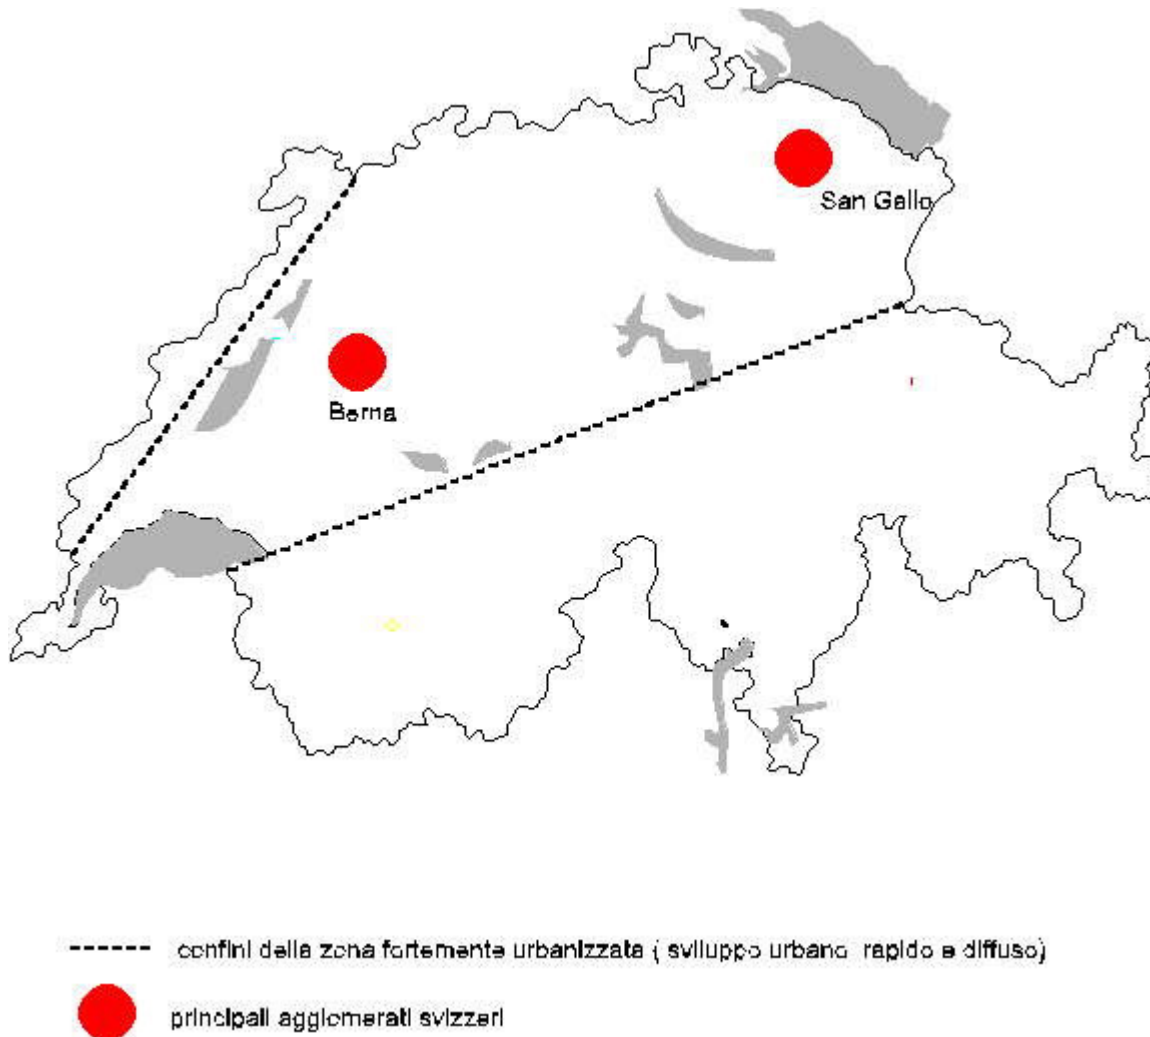 San Gallo
Berna
confini della zona fortemente urbanizzata ( sviluppo urbano rapido e diffuso)
principali agglomerati svizzeri